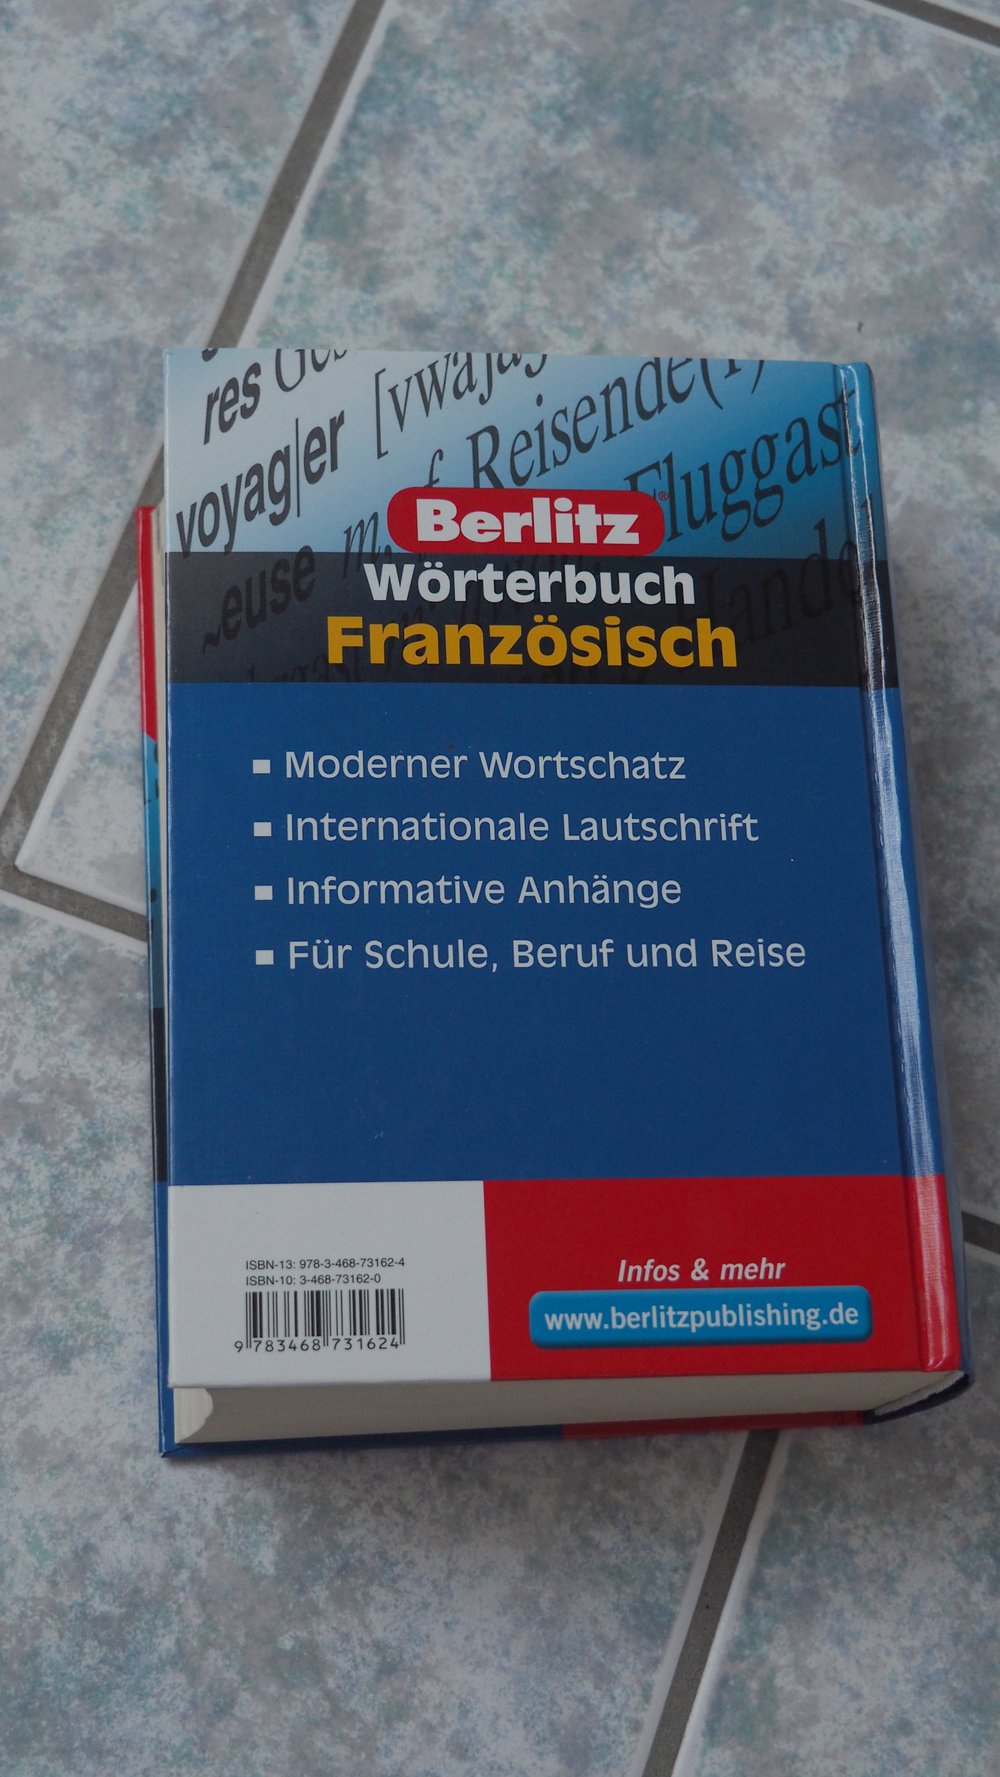 res
voyag|er [vwaja
m, f Reisende(r)
Fluggast
~euse
Berlitz®
Wörterbuch
Französisch
Moderner Wortschatz
Internationale Lautschrift
Informative Anhänge
Für Schule, Beruf und Reise
ISBN-13: 978-3-468-73162-4
ISBN-10: 3-468-73162-0
9 783468 731624
Infos & mehr
www.berlitzpublishing.de